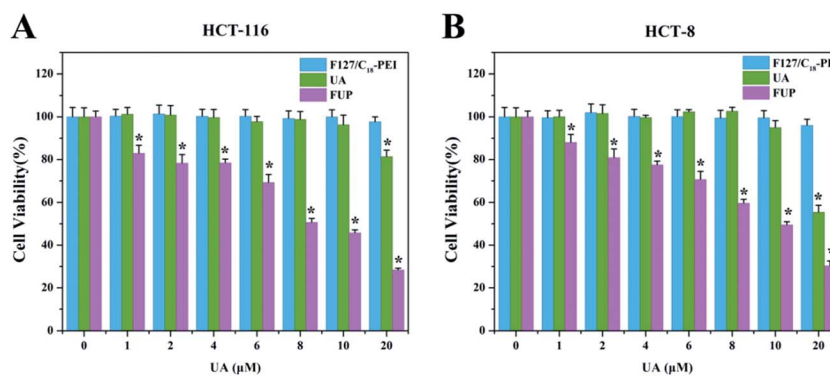 A
HCT-116
F127/C₁₈-PEI
UA
FUP
Cell Viability(%)
120
100
80
60
40
20
0
* * * * * * * *
0 1 2 4 6 8 10 20
UA (μM)
B
HCT-8
F127/C₁₈-PE
UA
FUP
Cell Viability(%)
120
100
80
60
40
20
0
* * * * * * * *
0 1 2 4 6 8 10 20
UA (μM)